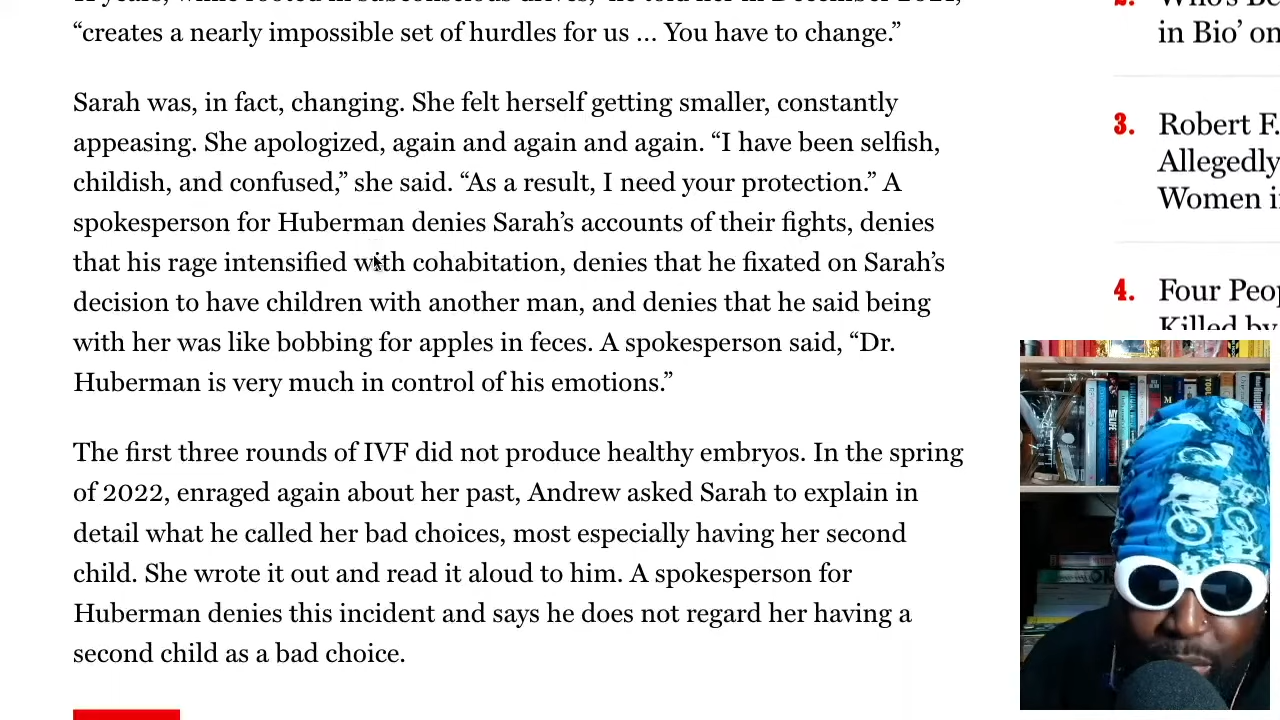 “creates a nearly impossible set of hurdles for us ... You have to change.”
Sarah was, in fact, changing. She felt herself getting smaller, constantly
appeasing. She apologized, again and again and again. “I have been selfish,
childish, and confused,” she said. “As a result, I need your protection.” A
spokesperson for Huberman denies Sarah’s accounts of their fights, denies
that his rage intensified with cohabitation, denies that he fixated on Sarah’s
decision to have children with another man, and denies that he said being
with her was like bobbing for apples in feces. A spokesperson said, “Dr.
Huberman is very much in control of his emotions.”
The first three rounds of IVF did not produce healthy embryos. In the spring
of 2022, enraged again about her past, Andrew asked Sarah to explain in
detail what he called her bad choices, most especially having her second
child. She wrote it out and read it aloud to him. A spokesperson for
Huberman denies this incident and says he does not regard her having a
second child as a bad choice.
in Bio’ on
3. Robert F.
Allegedly
Women
4. Four
Killed by